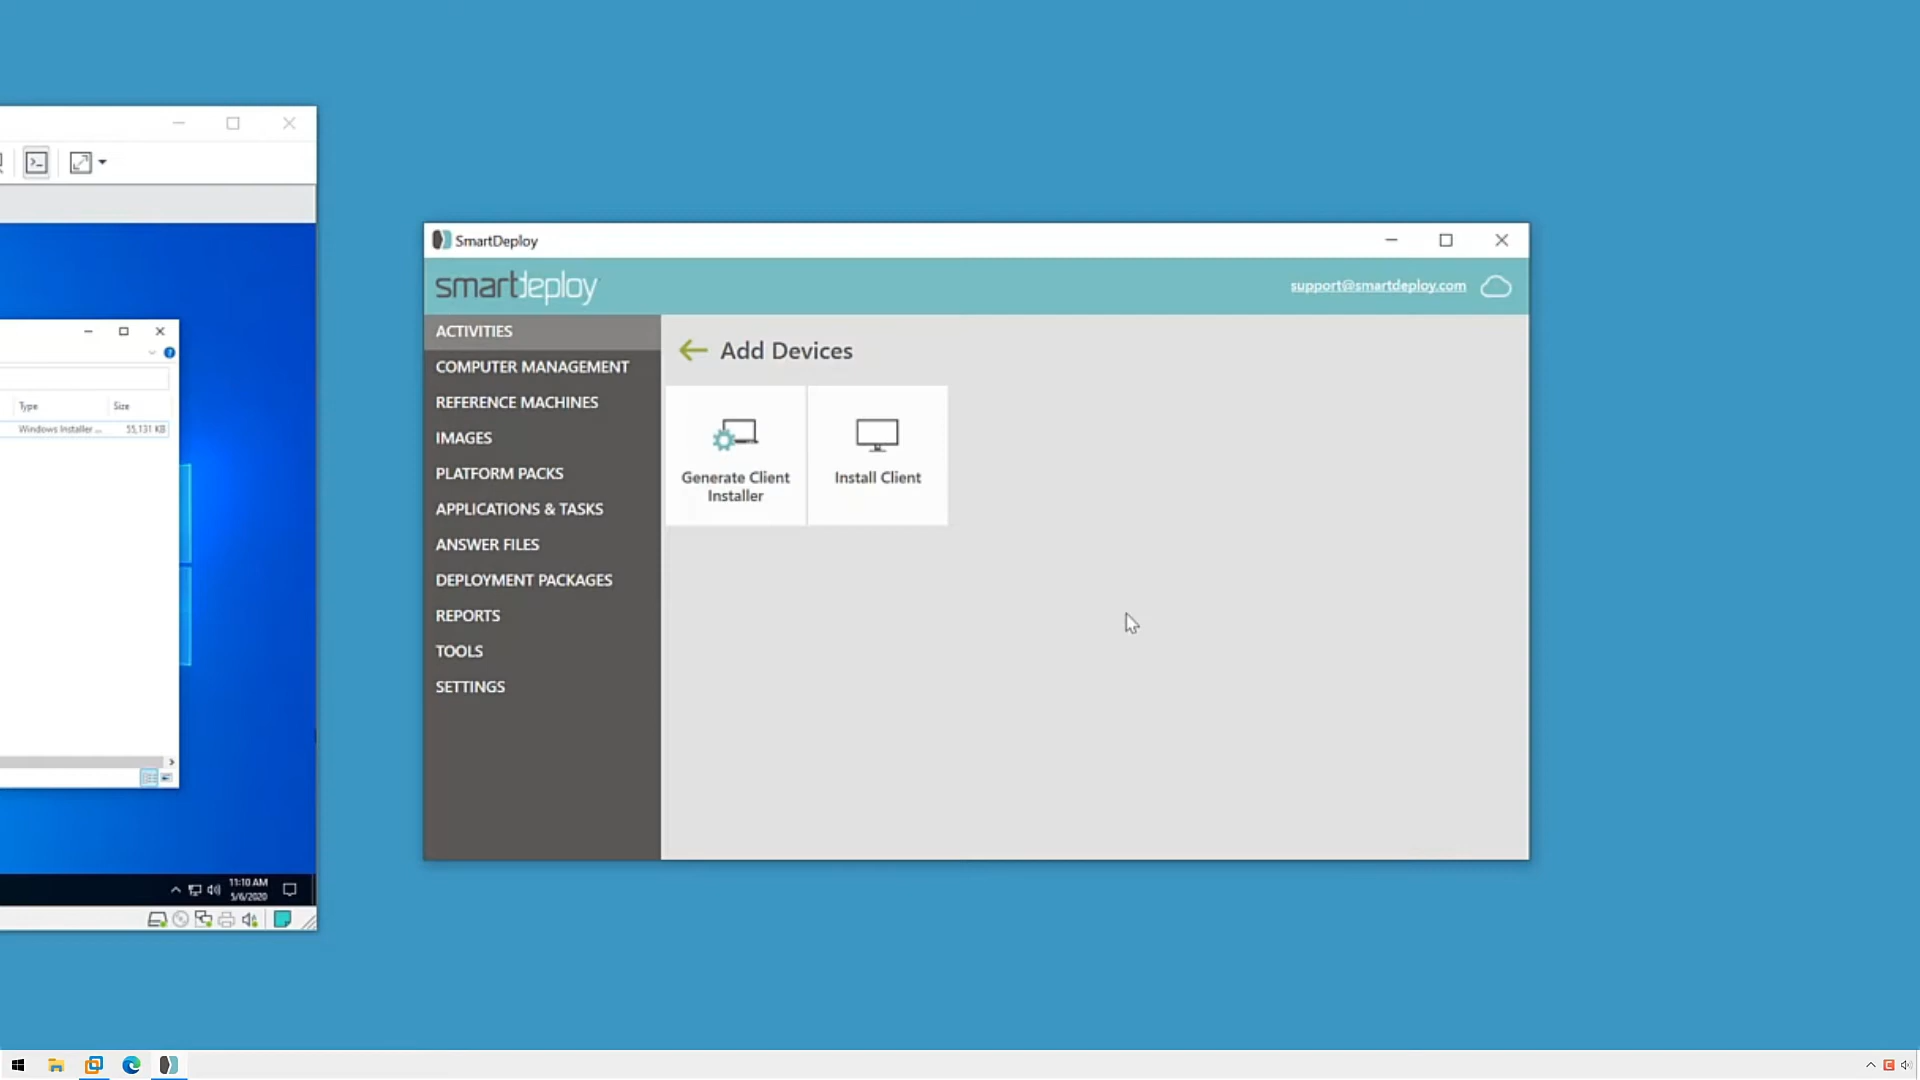 Type Size
Windows Installer ... 55,131 KB
11:10 AM
5/6/2020
SmartDeploy
smartdeploy
support@smartdeploy.com
ACTIVITIES
COMPUTER MANAGEMENT
REFERENCE MACHINES
IMAGES
PLATFORM PACKS
APPLICATIONS & TASKS
ANSWER FILES
DEPLOYMENT PACKAGES
REPORTS
TOOLS
SETTINGS
Add Devices
Generate Client
Installer
Install Client